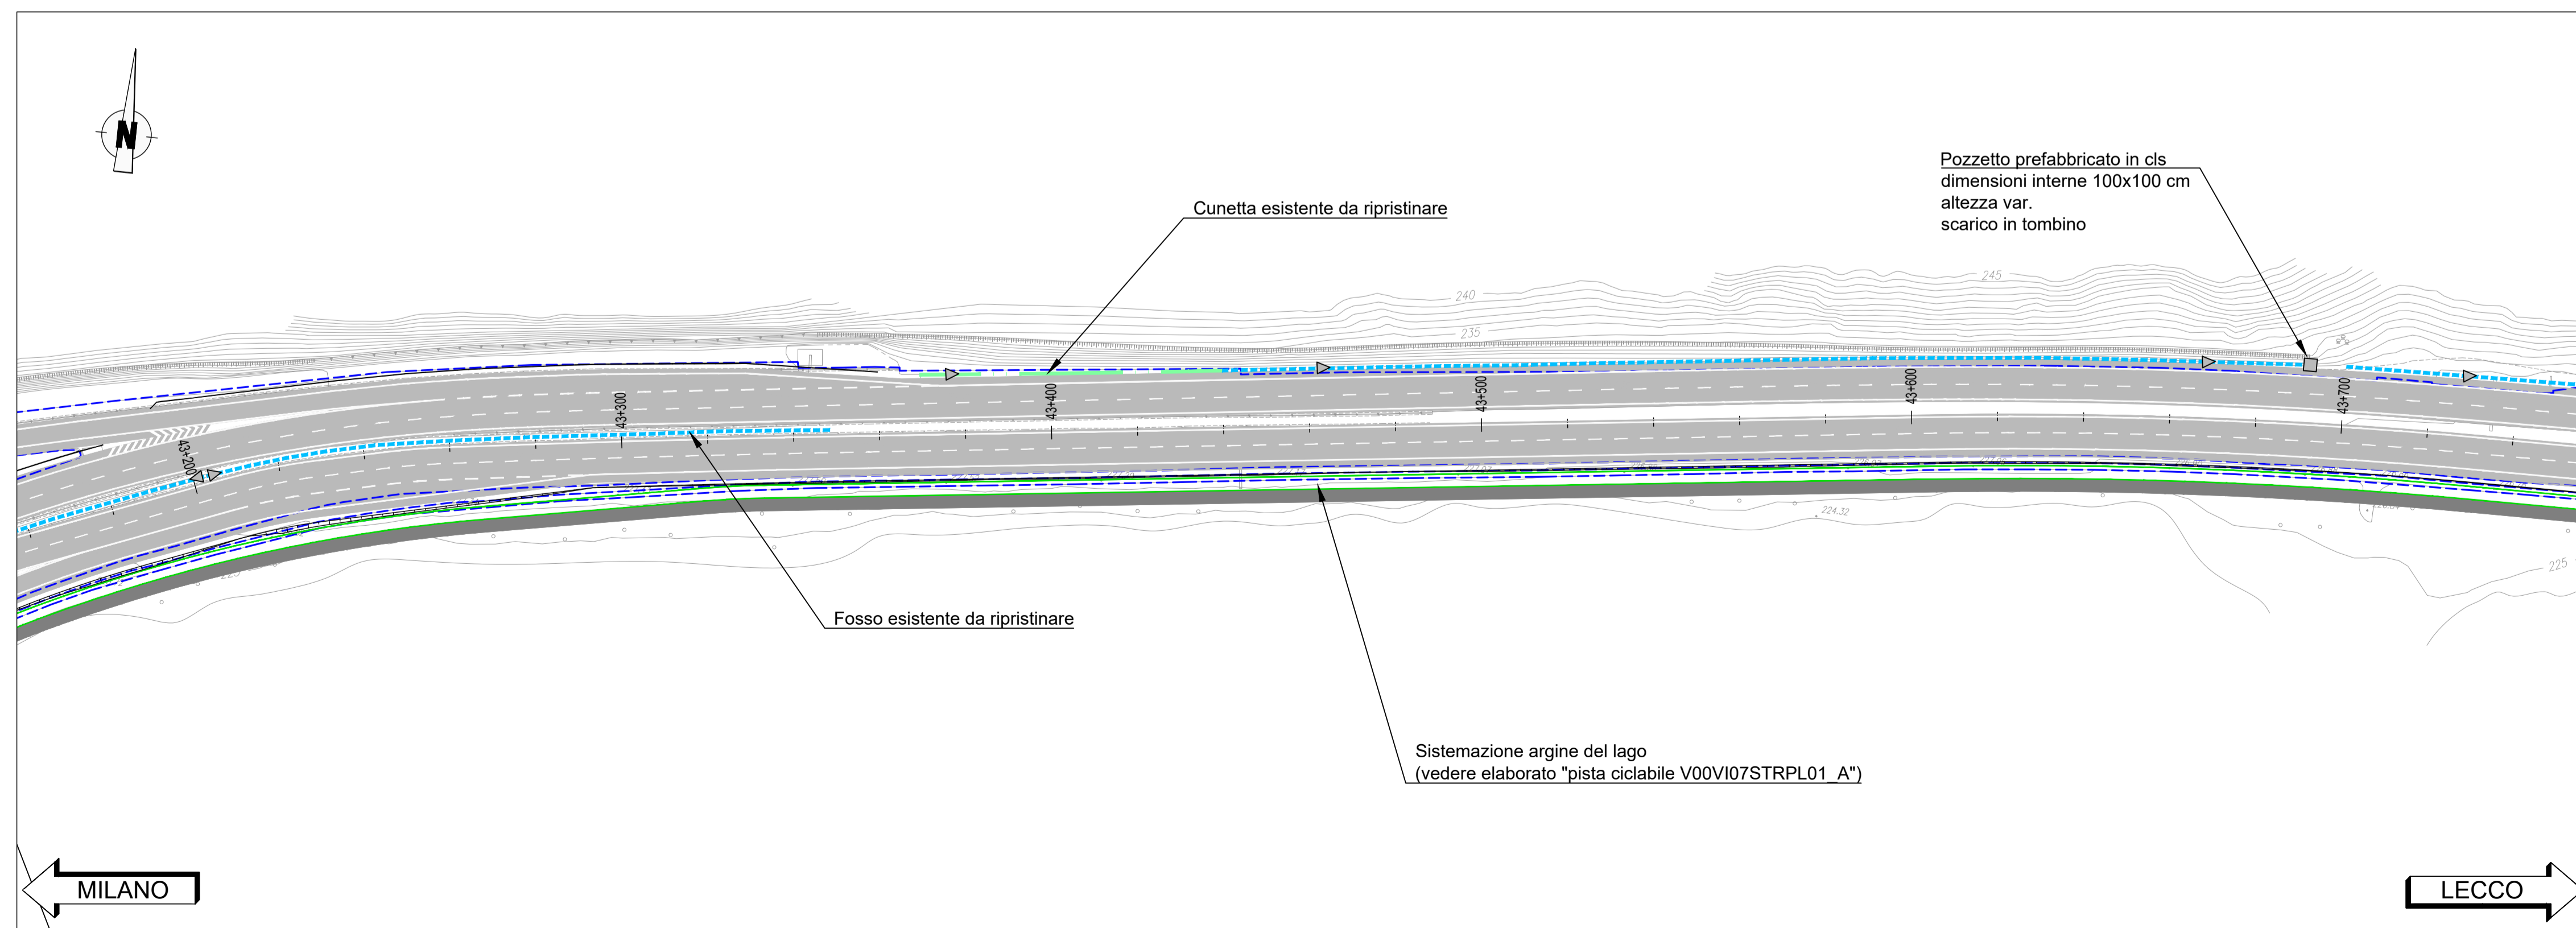 N
Pozzetto prefabbricato in cls
dimensioni interne 100x100 cm
altezza var.
scarico in tombino
Cunetta esistente da ripristinare
245
240
235
43+200
43+300
43+400
43+500
43+600
43+700
224.32
225
225
Fosso esistente da ripristinare
Sistemazione argine del lago
(vedere elaborato "pista ciclabile V00VI07STRPL01_A")
MILANO
LECCO